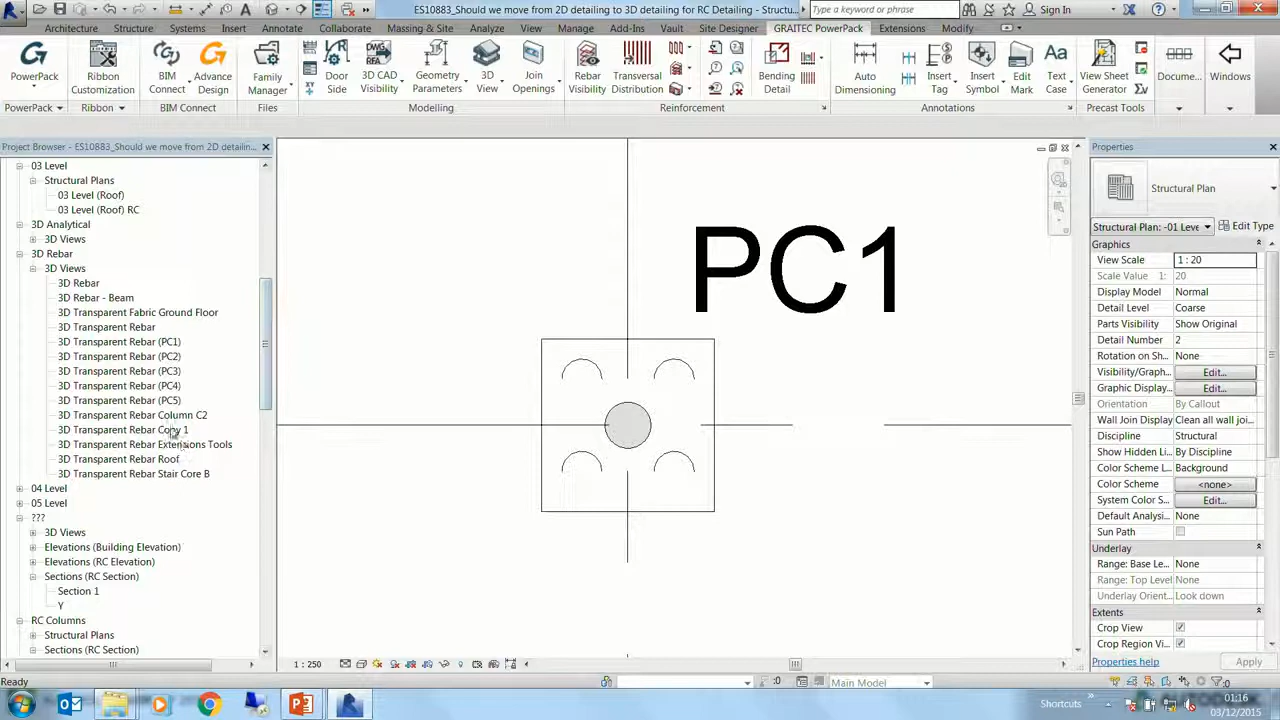 ES10883_Should we move from 2D detailing to 3D detailing for RC Detailing - Structu...
Type a keyword or phrase
Sign In
Architecture Structure Systems Insert Annotate Analyze Collaborate Massing & Site View Manage Add-Ins Vault Site Designer GRAITEC PowerPack Extensions Modify
PowerPack
Ribbon Customization
BIM Connect
Advance Design
Family Manager
Door Side
3D CAD Visibility
Geometry Parameters
3D View
Join Openings
Rebar Visibility
Transversal Distribution
Bending Detail
Auto Dimensioning
Insert Tag
Insert Symbol
Edit Mark
Text Case
View Sheet Generator
Docume...
Windows
PowerPack Ribbon BIM Connect Files Modelling Reinforcement Annotations Precast Tools
Project Browser - ES10883_Should we move from 2D detailin...
03 Level
Structural Plans
03 Level (Roof)
03 Level (Roof) RC
3D Analytical
3D Views
3D Rebar
3D Views
3D Rebar
3D Rebar - Beam
3D Transparent Fabric Ground Floor
3D Transparent Rebar
3D Transparent Rebar (PC1)
3D Transparent Rebar (PC2)
3D Transparent Rebar (PC3)
3D Transparent Rebar (PC4)
3D Transparent Rebar (PC5)
3D Transparent Rebar Column C2
3D Transparent Rebar Copy 1
3D Transparent Rebar Extensions Tools
3D Transparent Rebar Roof
3D Transparent Rebar Stair Core B
04 Level
05 Level
???
3D Views
Elevations (Building Elevation)
Elevations (RC Elevation)
Sections (RC Section)
Section 1
Y
RC Columns
Structural Plans
Sections (RC Section)
PC1
Properties
Structural Plan
Structural Plan: -01 Leve
Edit Type
Graphics
View Scale 1 : 20
Scale Value 1: 20
Display Model Normal
Detail Level Coarse
Parts Visibility Show Original
Detail Number 2
Rotation on Sh... None
Visibility/Graph... Edit...
Graphic Display... Edit...
Orientation By Callout
Wall Join Display Clean all wall joi...
Discipline Structural
Show Hidden Li... By Discipline
Color Scheme L... Background
Color Scheme <none>
System Color S... Edit...
Default Analysi... None
Sun Path
Underlay
Range: Base Le... None
Range: Top Level None
Underlay Orient... Look down
Extents
Crop View
Crop Region Vi...
Properties help Apply
1 : 250
Ready
:0
Main Model
:0
Shortcuts
01:16
03/12/2015